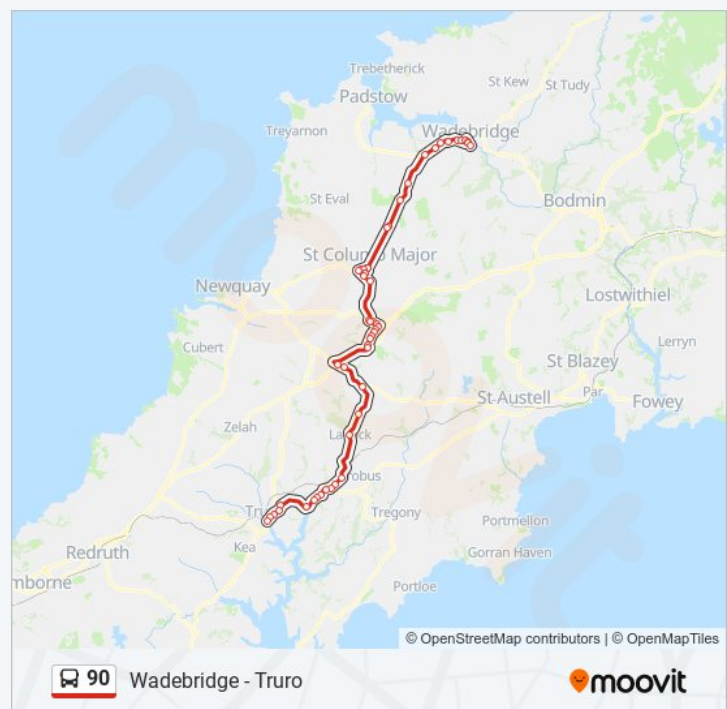 Trebetherick
St Kew
St Tudy
Padstow
Wadebridge
Treyarnon
St Eval
Bodmin
St Columb Major
Newquay
Lostwithiel
Cubert
Lerryn
St Blazey
Par
St Austell
Fowey
Zelah
Tregony
Portmellon
Kea
Redruth
Gorran Haven
Portloe
© OpenStreetMap contributors | © OpenMapTiles
90 Wadebridge - Truro
moovit